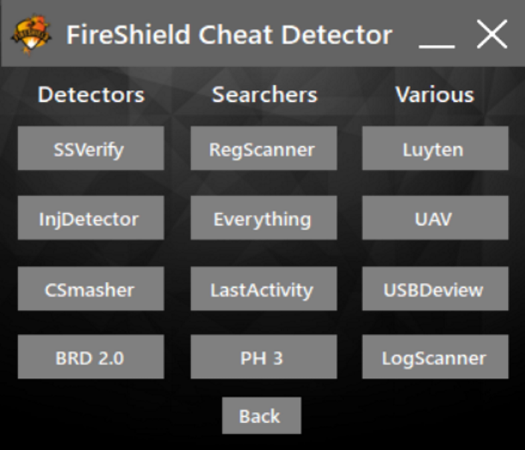 FireShield Cheat Detector
Detectors Searchers Various
SSVerify RegScanner Luyten
InjDetector Everything UAV
CSmasher LastActivity USBDeview
BRD 2.0 PH 3 LogScanner
Back